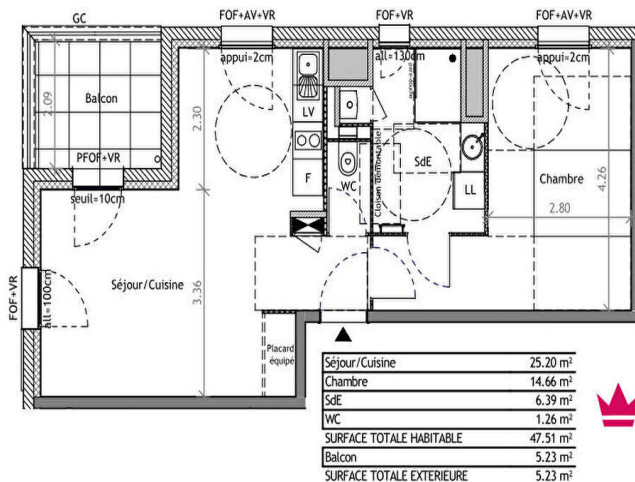 GC
FOF+AV+VR
FOF+VR
FOF+AV+VR
appui=2cm
all=130cm
appui=2cm
pare-douche
2.09
Balcon
2.30
LV
PFOF+VR
SdE
WC
Cloison démontable
F
LL
Chambre
4.26
2.80
seuil=10cm
FOF+VR
all=100cm
Séjour/Cuisine
3.36
Placard
équipé
Séjour/Cuisine 25.20 m²
Chambre 14.66 m²
SdE 6.39 m²
WC 1.26 m²
SURFACE TOTALE HABITABLE 47.51 m²
Balcon 5.23 m²
SURFACE TOTALE EXTERIEURE 5.23 m²